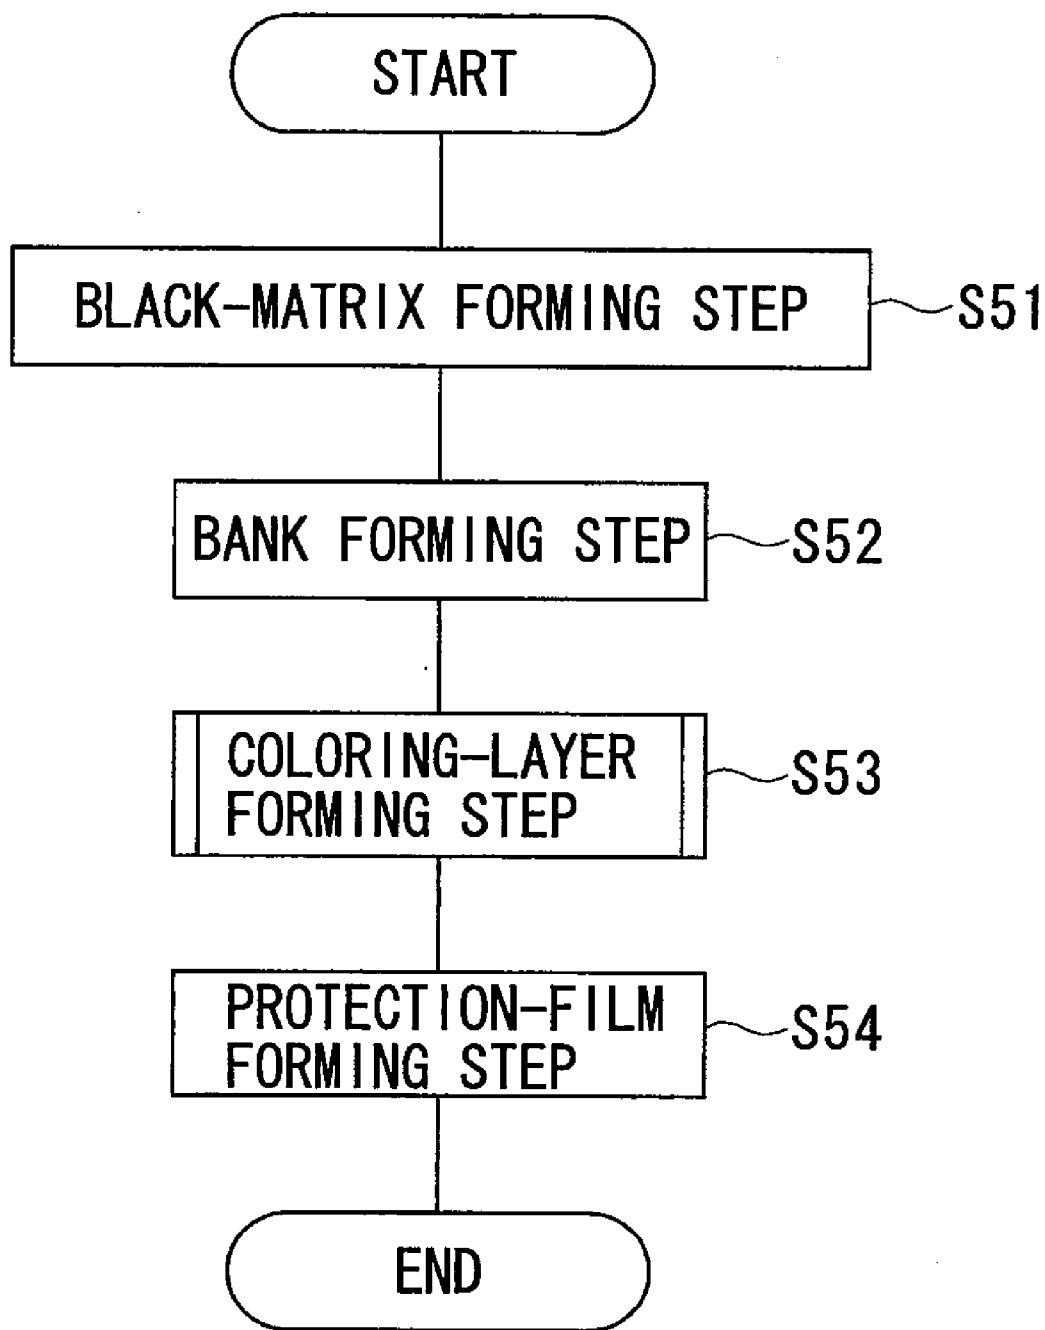 START
BLACK-MATRIX FORMING STEP
S51
BANK FORMING STEP
S52
COLORING-LAYER
FORMING STEP
S53
PROTECTION-FILM
FORMING STEP
S54
END